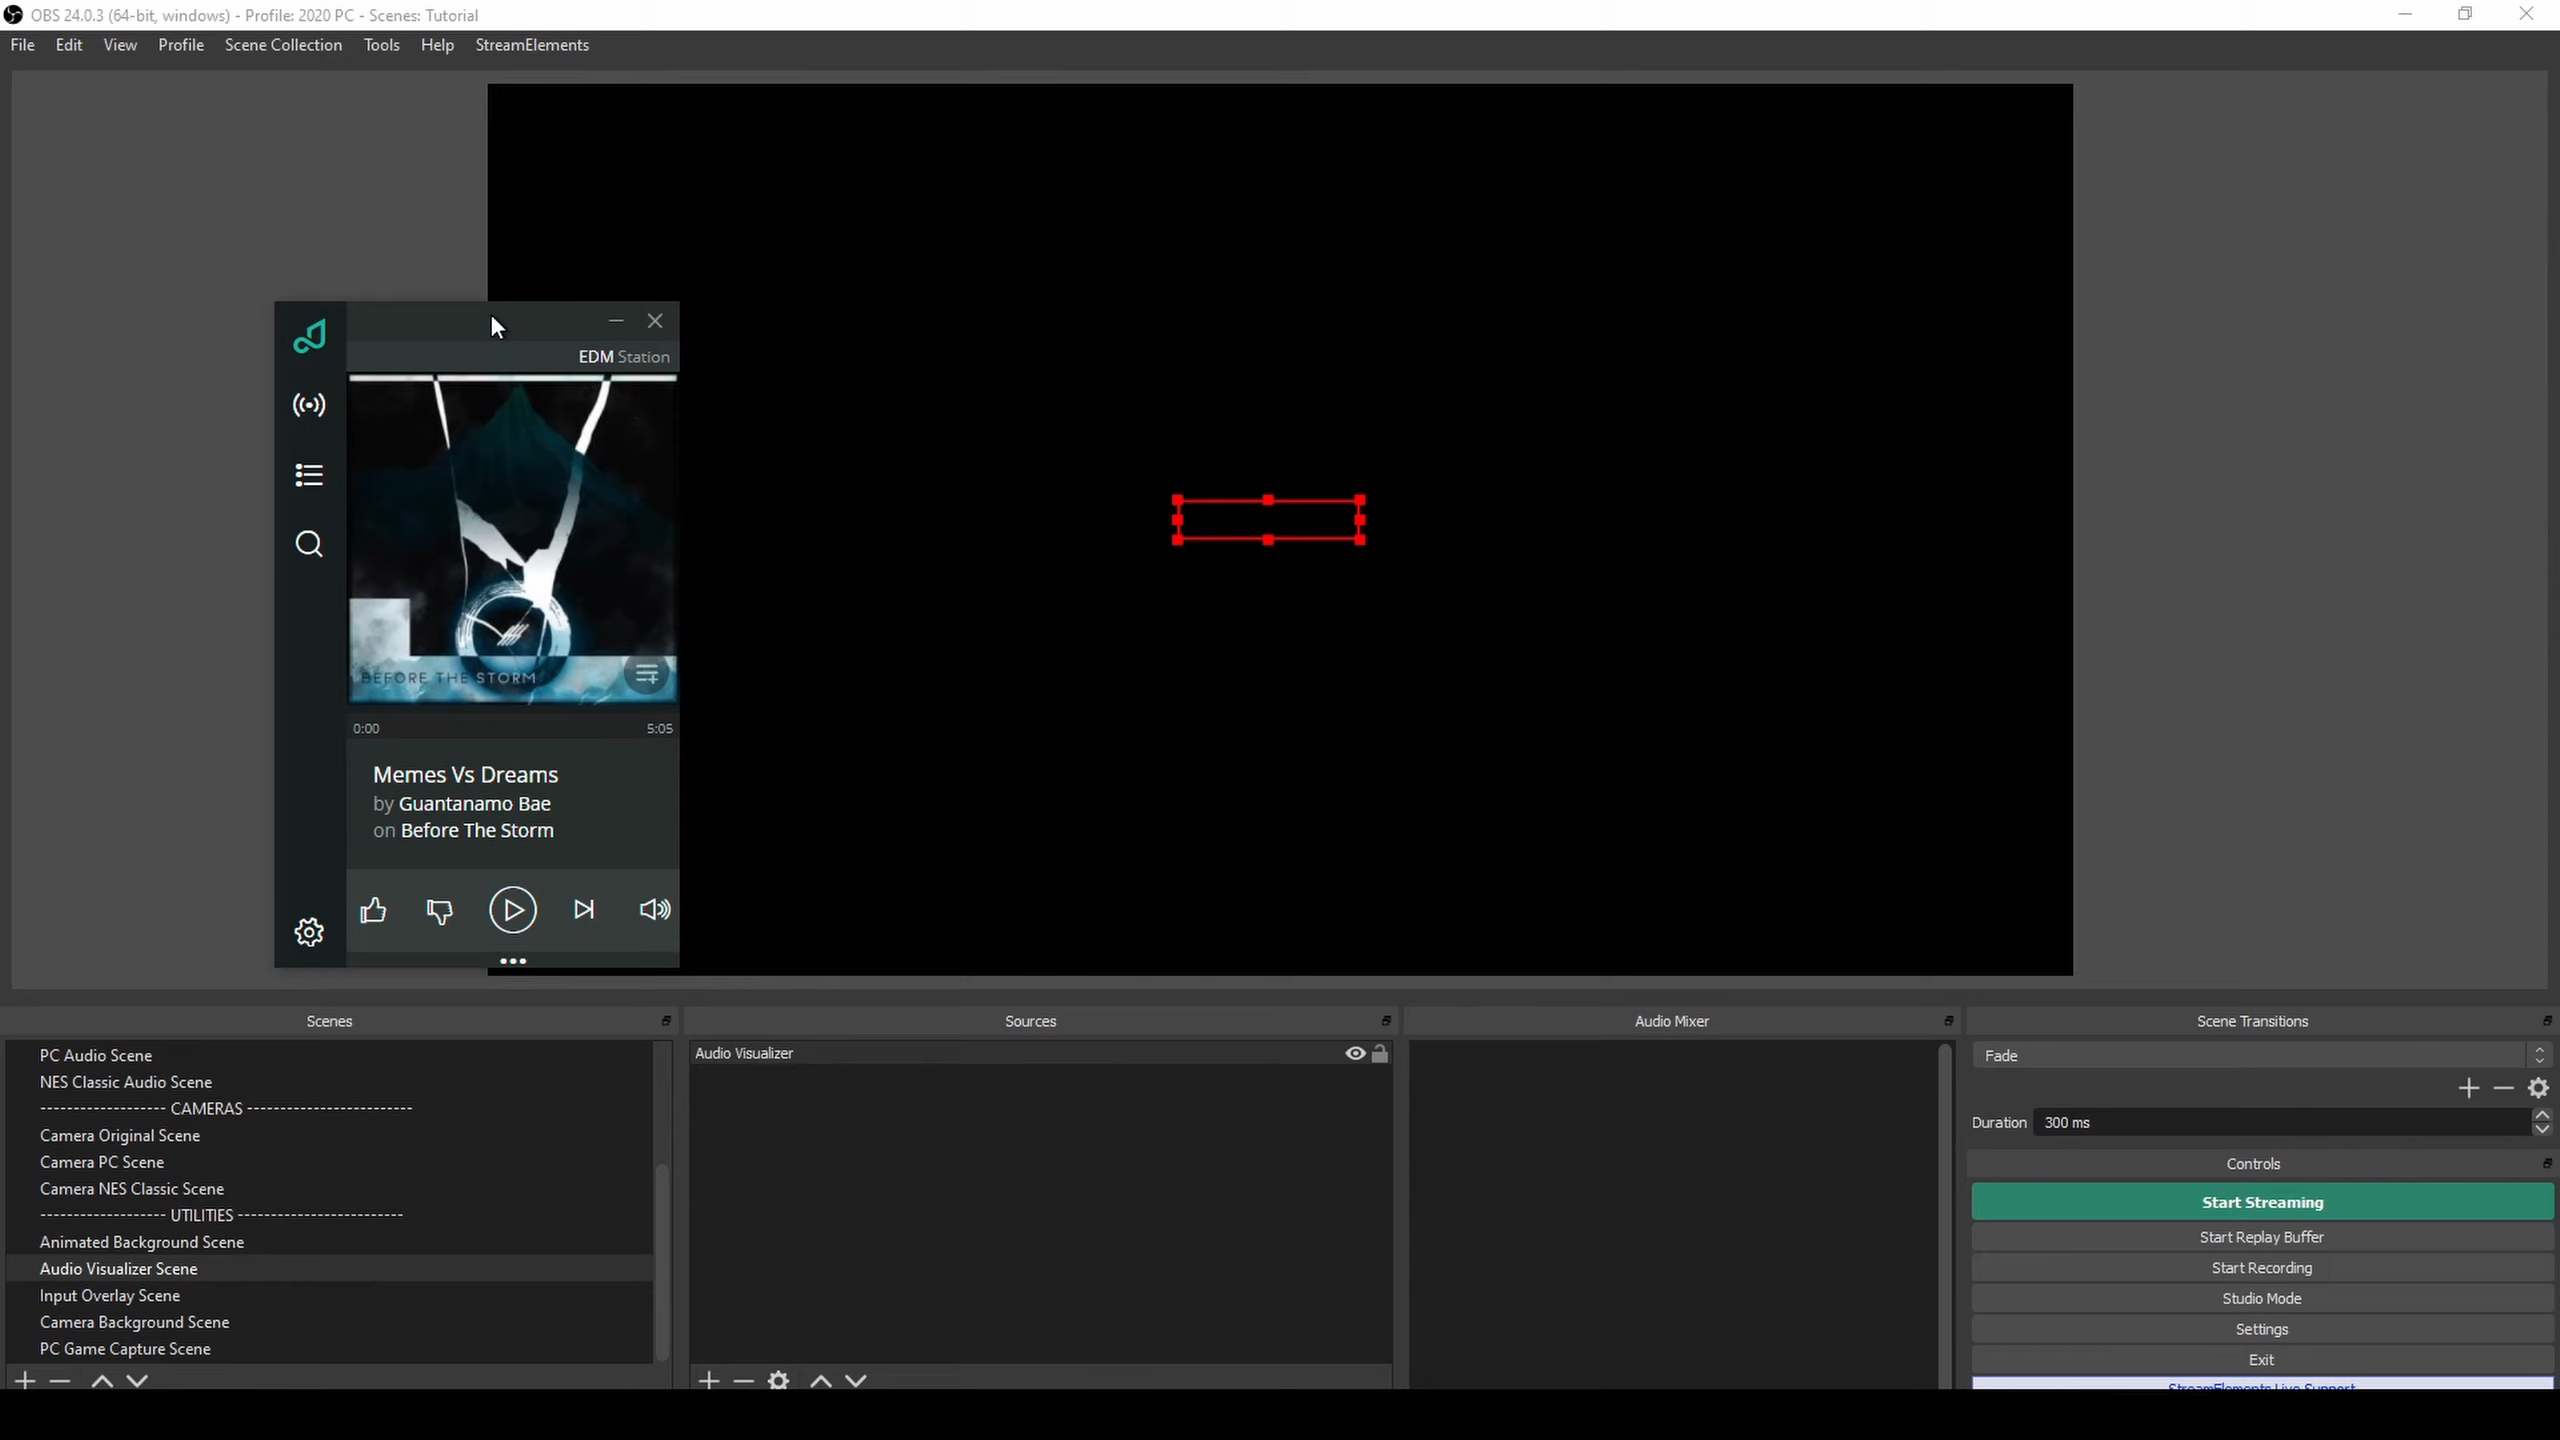 OBS 24.0.3 (64-bit, windows) - Profile: 2020 PC - Scenes: Tutorial
File Edit View Profile Scene Collection Tools Help StreamElements
EDM Station
BEFORE THE STORM
0:00 5:05
Memes Vs Dreams
by Guantanamo Bae
on Before The Storm
Scenes
PC Audio Scene
NES Classic Audio Scene
------------------- CAMERAS -------------------------
Camera Original Scene
Camera PC Scene
Camera NES Classic Scene
------------------- UTILITIES -------------------------
Animated Background Scene
Audio Visualizer Scene
Input Overlay Scene
Camera Background Scene
PC Game Capture Scene
Sources
Audio Visualizer
Audio Mixer
Scene Transitions
Fade
Duration 300 ms
Controls
Start Streaming
Start Replay Buffer
Start Recording
Studio Mode
Settings
Exit
StreamElements Live Support